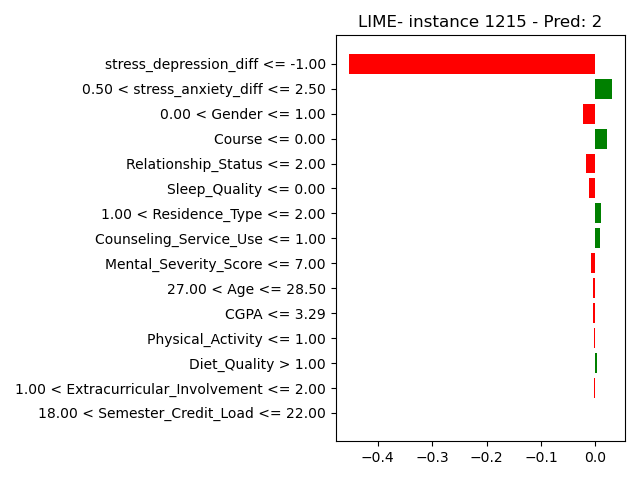 LIME- instance 1215 - Pred: 2
stress_depression_diff <= -1.00
0.50 < stress_anxiety_diff <= 2.50
0.00 < Gender <= 1.00
Course <= 0.00
Relationship_Status <= 2.00
Sleep_Quality <= 0.00
1.00 < Residence_Type <= 2.00
Counseling_Service_Use <= 1.00
Mental_Severity_Score <= 7.00
27.00 < Age <= 28.50
CGPA <= 3.29
Physical_Activity <= 1.00
Diet_Quality > 1.00
1.00 < Extracurricular_Involvement <= 2.00
18.00 < Semester_Credit_Load <= 22.00
−0.4 −0.3 −0.2 −0.1 0.0